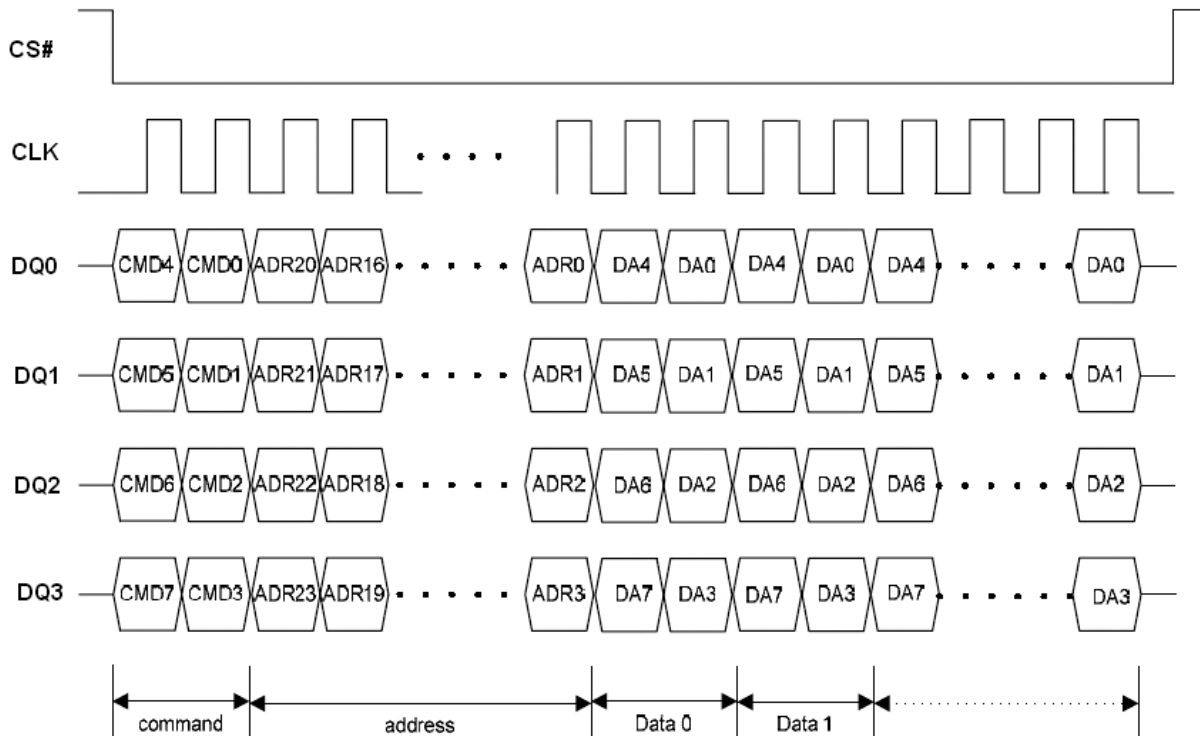 CS#
CLK
DQ0 CMD4 CMD0 ADR20 ADR16 ADR0 DA4 DA0 DA4 DA0 DA4 DA0
DQ1 CMD5 CMD1 ADR21 ADR17 ADR1 DA5 DA1 DA5 DA1 DA5 DA1
DQ2 CMD6 CMD2 ADR22 ADR18 ADR2 DA6 DA2 DA6 DA2 DA6 DA2
DQ3 CMD7 CMD3 ADR23 ADR19 ADR3 DA7 DA3 DA7 DA3 DA7 DA3
command address Data 0 Data 1